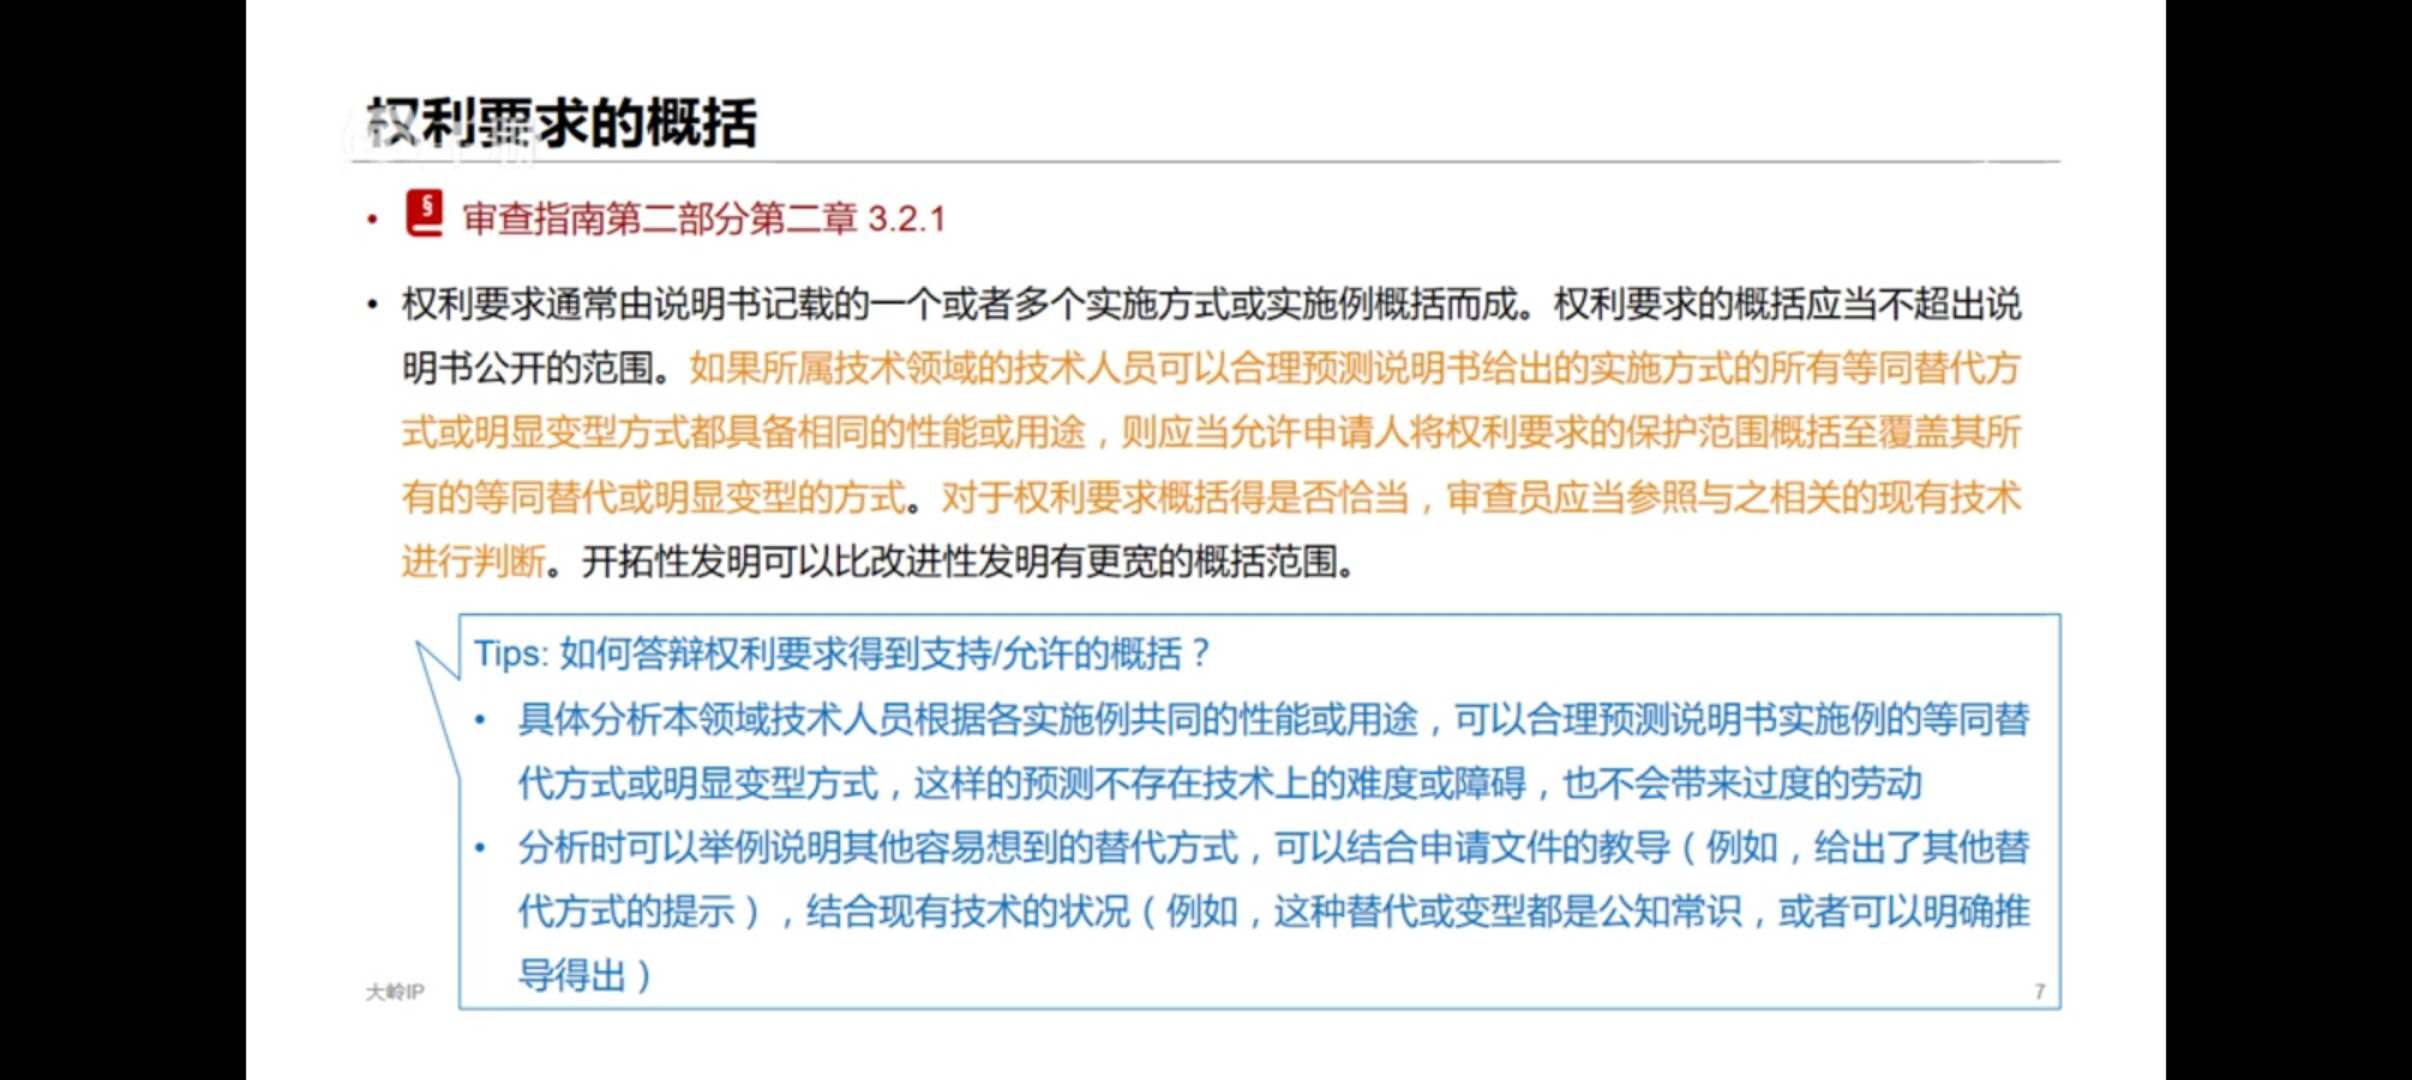 权利要求的概括
• § 审查指南第二部分第二章 3.2.1
• 权利要求通常由说明书记载的一个或者多个实施方式或实施例概括而成。权利要求的概括应当不超出说
明书公开的范围。如果所属技术领域的技术人员可以合理预测说明书给出的实施方式的所有等同替代方
式或明显变型方式都具备相同的性能或用途，则应当允许申请人将权利要求的保护范围概括至覆盖其所
有的等同替代或明显变型的方式。对于权利要求概括得是否恰当，审查员应当参照与之相关的现有技术
进行判断。开拓性发明可以比改进性发明有更宽的概括范围。
Tips: 如何答辩权利要求得到支持/允许的概括？
• 具体分析本领域技术人员根据各实施例共同的性能或用途，可以合理预测说明书实施例的等同替
代方式或明显变型方式，这样的预测不存在技术上的难度或障碍，也不会带来过度的劳动
• 分析时可以举例说明其他容易想到的替代方式，可以结合申请文件的教导（例如，给出了其他替
代方式的提示），结合现有技术的状况（例如，这种替代或变型都是公知常识，或者可以明确推
导得出）
大岭IP
7